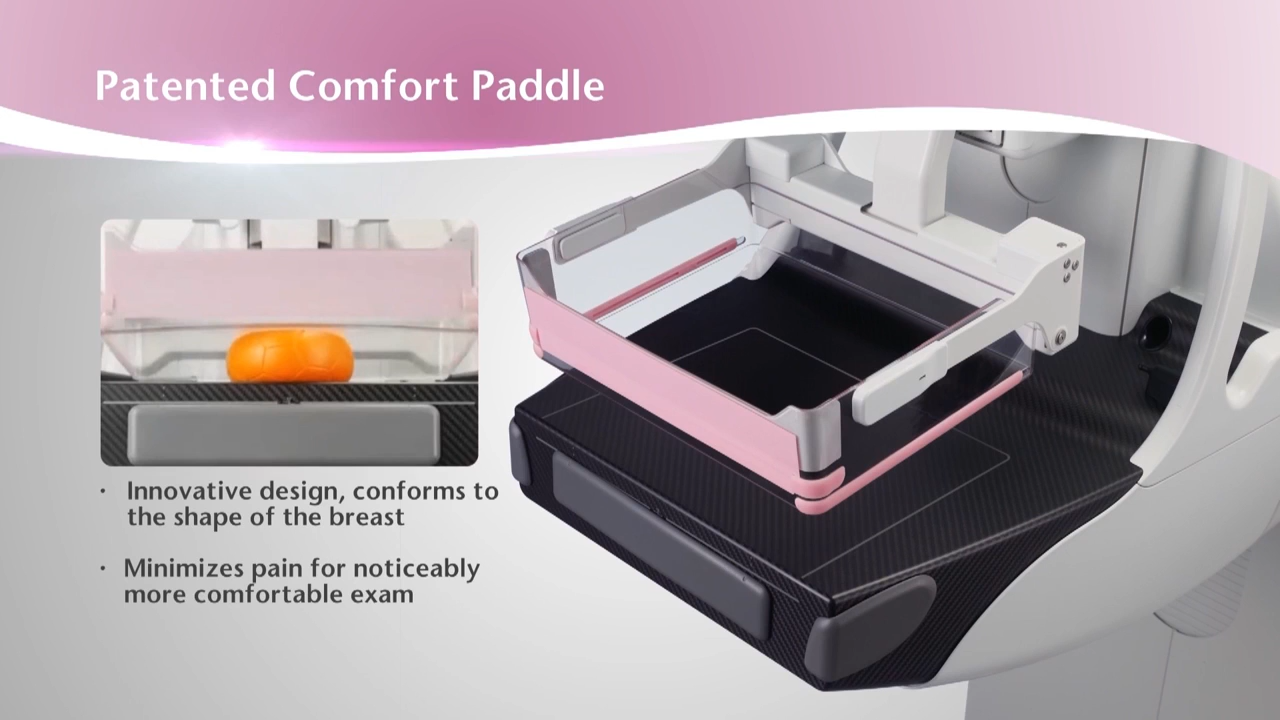 Patented Comfort Paddle
· Innovative design, conforms to
the shape of the breast
· Minimizes pain for noticeably
more comfortable exam